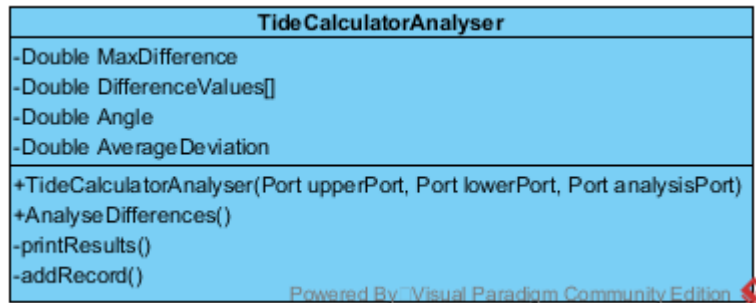 TideCalculatorAnalyser
-Double MaxDifference
-Double DifferenceValues[]
-Double Angle
-Double AverageDeviation
+TideCalculatorAnalyser(Port upperPort, Port lowerPort, Port analysisPort)
+AnalyseDifferences()
-printResults()
-addRecord()
Powered By Visual Paradigm Community Edition